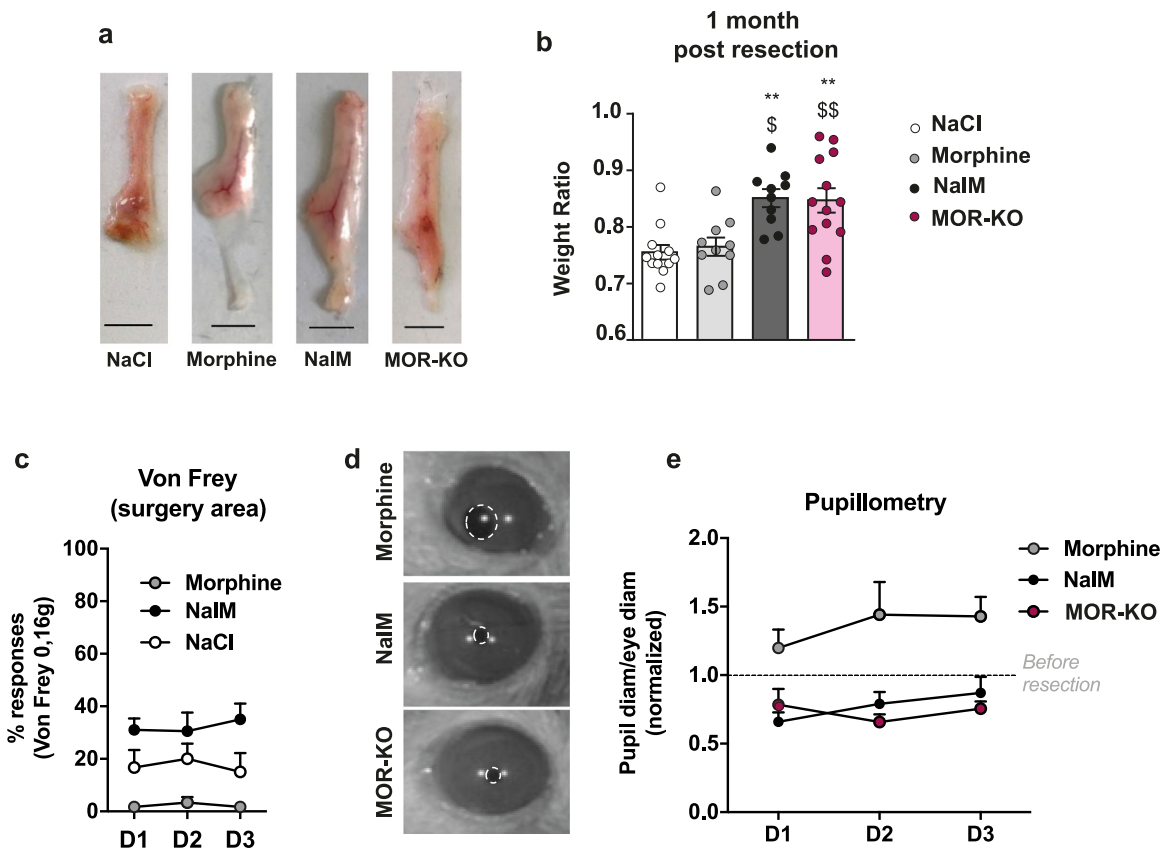 a
NaCl
Morphine
NalM
MOR-KO
b
1 month
post resection
Weight Ratio
1.0
0.9
0.8
0.7
0.6
**
$
**
$$
NaCl
Morphine
NalM
MOR-KO
c
Von Frey
(surgery area)
% responses
(Von Frey 0,16g)
100
80
60
40
20
0
Morphine
NalM
NaCl
D1
D2
D3
d
Morphine
NalM
MOR-KO
e
Pupillometry
Pupil diam/eye diam
(normalized)
2.0
1.5
1.0
0.5
0.0
Morphine
NalM
MOR-KO
Before
resection
D1
D2
D3